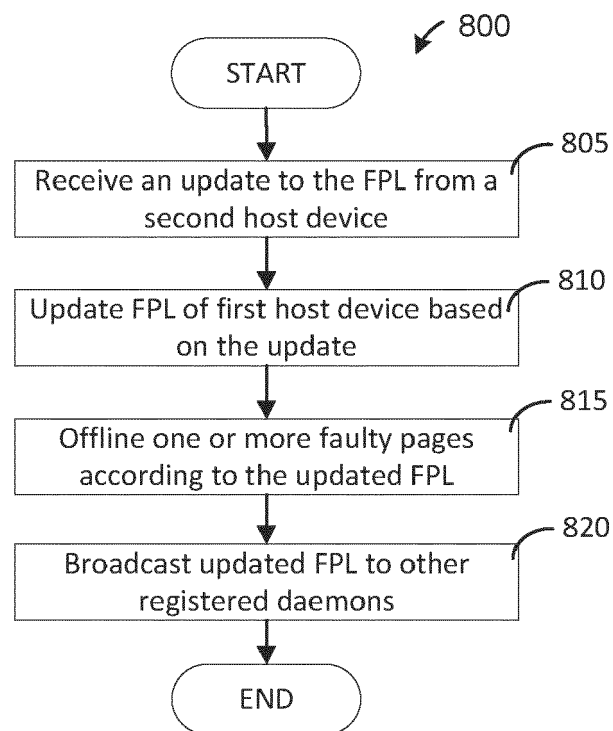 800
START
805
Receive an update to the FPL from a
second host device
810
Update FPL of first host device based
on the update
815
Offline one or more faulty pages
according to the updated FPL
820
Broadcast updated FPL to other
registered daemons
END